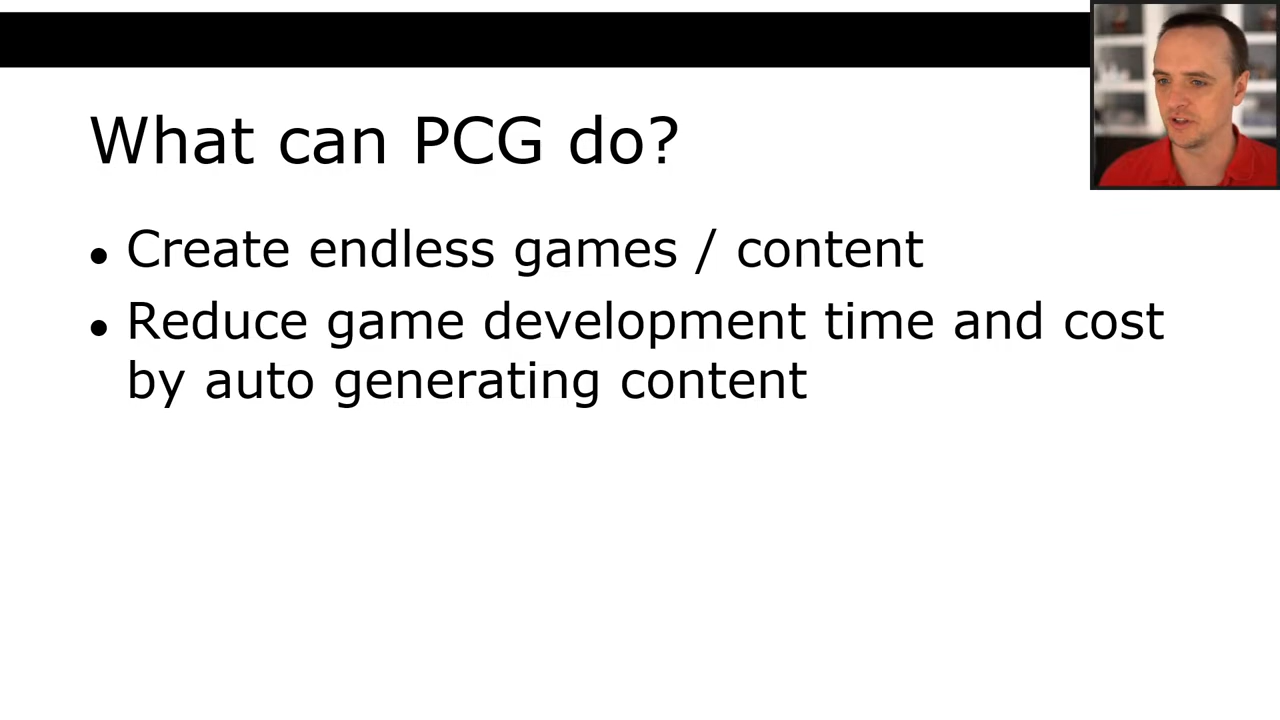 What can PCG do?
• Create endless games / content
• Reduce game development time and cost
by auto generating content